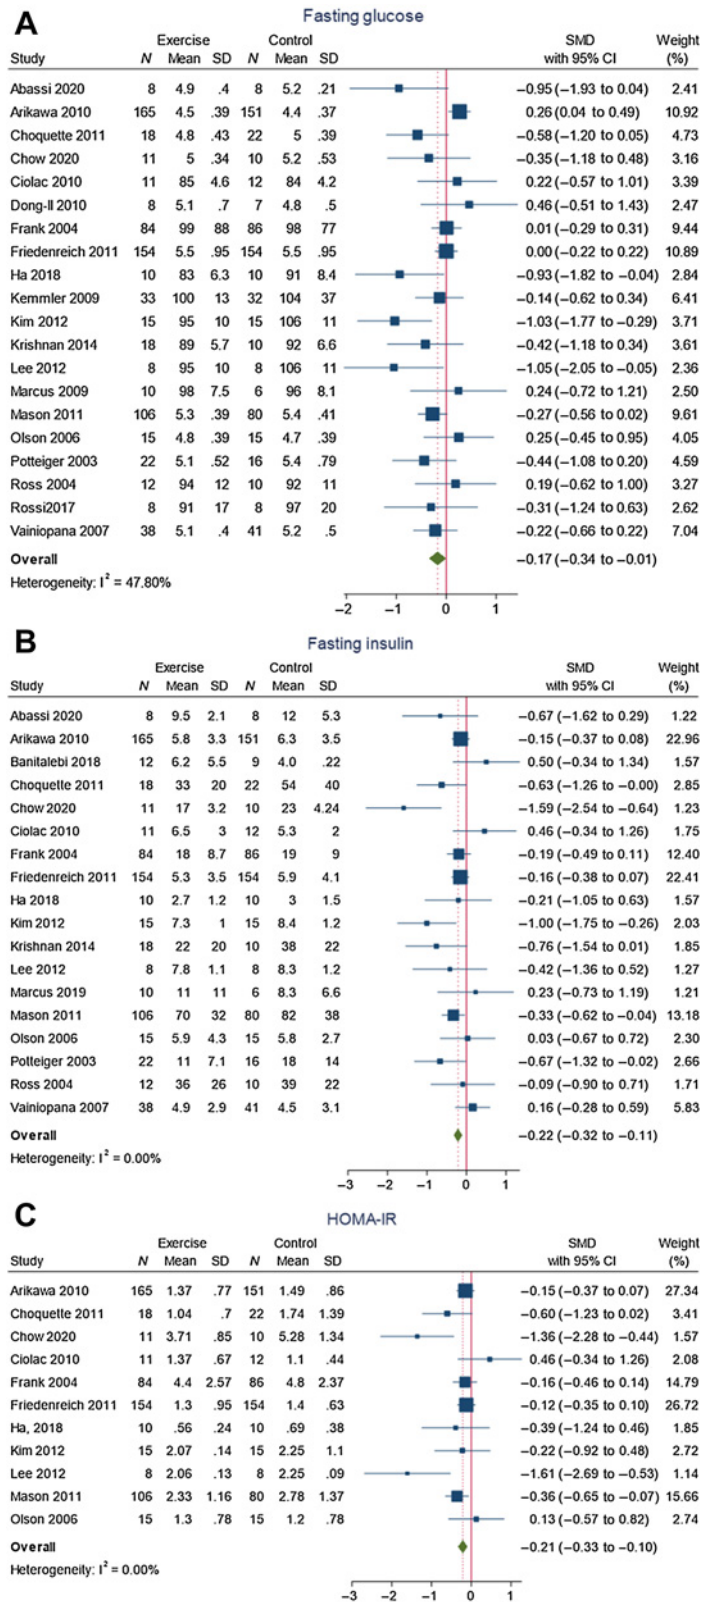 A
Fasting glucose
Exercise Control SMD Weight
Study N Mean SD N Mean SD with 95% CI (%)
Abassi 2020 8 4.9 .4 8 5.2 .21 −0.95 (−1.93 to 0.04) 2.41
Arikawa 2010 165 4.5 .39 151 4.4 .37 0.26 (0.04 to 0.49) 10.92
Choquette 2011 18 4.8 .43 22 5 .39 −0.58 (−1.20 to 0.05) 4.73
Chow 2020 11 5 .34 10 5.2 .53 −0.35 (−1.18 to 0.48) 3.16
Ciolac 2010 11 85 4.6 12 84 4.2 0.22 (−0.57 to 1.01) 3.39
Dong-Il 2010 8 5.1 .7 7 4.8 .5 0.46 (−0.51 to 1.43) 2.47
Frank 2004 84 99 88 86 98 77 0.01 (−0.29 to 0.31) 9.44
Friedenreich 2011 154 5.5 .95 154 5.5 .95 0.00 (−0.22 to 0.22) 10.89
Ha 2018 10 83 6.3 10 91 8.4 −0.93 (−1.82 to −0.04) 2.84
Kemmler 2009 33 100 13 32 104 37 −0.14 (−0.62 to 0.34) 6.41
Kim 2012 15 95 10 15 106 11 −1.03 (−1.77 to −0.29) 3.71
Krishnan 2014 18 89 5.7 10 92 6.6 −0.42 (−1.18 to 0.34) 3.61
Lee 2012 8 95 10 8 106 11 −1.05 (−2.05 to −0.05) 2.36
Marcus 2009 10 98 7.5 6 96 8.1 0.24 (−0.72 to 1.21) 2.50
Mason 2011 106 5.3 .39 80 5.4 .41 −0.27 (−0.56 to 0.02) 9.61
Olson 2006 15 4.8 .39 15 4.7 .39 0.25 (−0.45 to 0.95) 4.05
Potteiger 2003 22 5.1 .52 16 5.4 .79 −0.44 (−1.08 to 0.20) 4.59
Ross 2004 12 94 12 10 92 11 0.19 (−0.62 to 1.00) 3.27
Rossi2017 8 91 17 8 97 20 −0.31 (−1.24 to 0.63) 2.62
Vainiopana 2007 38 5.1 .4 41 5.2 .5 −0.22 (−0.66 to 0.22) 7.04
Overall −0.17 (−0.34 to −0.01)
Heterogeneity: I² = 47.80%
−2 −1 0 1
B
Fasting insulin
Exercise Control SMD Weight
Study N Mean SD N Mean SD with 95% CI (%)
Abassi 2020 8 9.5 2.1 8 12 5.3 −0.67 (−1.62 to 0.29) 1.22
Arikawa 2010 165 5.8 3.3 151 6.3 3.5 −0.15 (−0.37 to 0.08) 22.96
Banitalebi 2018 12 6.2 5.5 9 4.0 .22 0.50 (−0.34 to 1.34) 1.57
Choquette 2011 18 33 20 22 54 40 −0.63 (−1.26 to −0.00) 2.85
Chow 2020 11 17 3.2 10 23 4.24 −1.59 (−2.54 to −0.64) 1.23
Ciolac 2010 11 6.5 3 12 5.3 2 0.46 (−0.34 to 1.26) 1.75
Frank 2004 84 18 8.7 86 19 9 −0.19 (−0.49 to 0.11) 12.40
Friedenreich 2011 154 5.3 3.5 154 5.9 4.1 −0.16 (−0.38 to 0.07) 22.41
Ha 2018 10 2.7 1.2 10 3 1.5 −0.21 (−1.05 to 0.63) 1.57
Kim 2012 15 7.3 1 15 8.4 1.2 −1.00 (−1.75 to −0.26) 2.03
Krishnan 2014 18 22 20 10 38 22 −0.76 (−1.54 to 0.01) 1.85
Lee 2012 8 7.8 1.1 8 8.3 1.2 −0.42 (−1.36 to 0.52) 1.27
Marcus 2019 10 11 11 6 8.3 6.6 0.23 (−0.73 to 1.19) 1.21
Mason 2011 106 70 32 80 82 38 −0.33 (−0.62 to −0.04) 13.18
Olson 2006 15 5.9 4.3 15 5.8 2.7 0.03 (−0.67 to 0.72) 2.30
Potteiger 2003 22 11 7.1 16 18 14 −0.67 (−1.32 to −0.02) 2.66
Ross 2004 12 36 26 10 39 22 −0.09 (−0.90 to 0.71) 1.71
Vainiopana 2007 38 4.9 2.9 41 4.5 3.1 0.16 (−0.28 to 0.59) 5.83
Overall −0.22 (−0.32 to −0.11)
Heterogeneity: I² = 0.00%
−3 −2 −1 0 1
C
HOMA-IR
Exercise Control SMD Weight
Study N Mean SD N Mean SD with 95% CI (%)
Arikawa 2010 165 1.37 .77 151 1.49 .86 −0.15 (−0.37 to 0.07) 27.34
Choquette 2011 18 1.04 .7 22 1.74 1.39 −0.60 (−1.23 to 0.02) 3.41
Chow 2020 11 3.71 .85 10 5.28 1.34 −1.36 (−2.28 to −0.44) 1.57
Ciolac 2010 11 1.37 .67 12 1.1 .44 0.46 (−0.34 to 1.26) 2.08
Frank 2004 84 4.4 2.57 86 4.8 2.37 −0.16 (−0.46 to 0.14) 14.79
Friedenreich 2011 154 1.3 .95 154 1.4 .63 −0.12 (−0.35 to 0.10) 26.72
Ha, 2018 10 .56 .24 10 .69 .38 −0.39 (−1.24 to 0.46) 1.85
Kim 2012 15 2.07 .14 15 2.25 1.1 −0.22 (−0.92 to 0.48) 2.72
Lee 2012 8 2.06 .13 8 2.25 .09 −1.61 (−2.69 to −0.53) 1.14
Mason 2011 106 2.33 1.16 80 2.78 1.37 −0.36 (−0.65 to −0.07) 15.66
Olson 2006 15 1.3 .78 15 1.2 .78 0.13 (−0.57 to 0.82) 2.74
Overall −0.21 (−0.33 to −0.10)
Heterogeneity: I² = 0.00%
−3 −2 −1 0 1